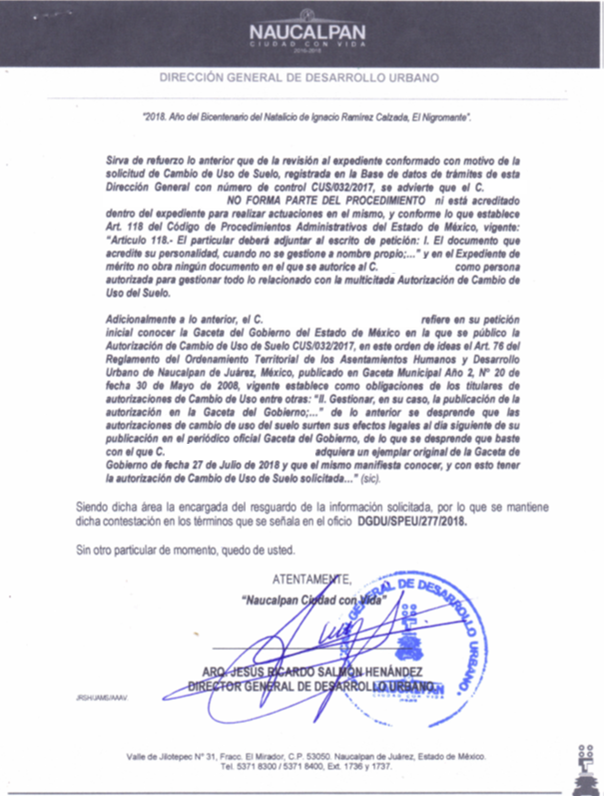 NAUCALPAN
CIUDAD CON VIDA
2016-2018
DIRECCIÓN GENERAL DE DESARROLLO URBANO
"2018. Año del Bicentenario del Natalicio de Ignacio Ramírez Calzada, El Nigromante".
Sirva de refuerzo lo anterior que de la revisión al expediente conformado con motivo de la
solicitud de Cambio de Uso de Suelo, registrada en la Base de datos de trámites de esta
Dirección General con número de control CUS/032/2017, se advierte que el C.
NO FORMA PARTE DEL PROCEDIMIENTO ni está acreditado
dentro del expediente para realizar actuaciones en el mismo, y conforme lo que establece
Art. 118 del Código de Procedimientos Administrativos del Estado de México, vigente:
"Artículo 118.- El particular deberá adjuntar al escrito de petición: I. El documento que
acredite su personalidad, cuando no se gestione a nombre propio;..." y en el Expediente de
mérito no obra ningún documento en el que se autorice al C. como persona
autorizada para gestionar todo lo relacionado con la multicitada Autorización de Cambio de
Uso del Suelo.
Adicionalmente a lo anterior, el C. refiere en su petición
inicial conocer la Gaceta del Gobierno del Estado de México en la que se público la
Autorización de Cambio de Uso de Suelo CUS/032/2017, en este orden de ideas el Art. 76 del
Reglamento del Ordenamiento Territorial de los Asentamientos Humanos y Desarrollo
Urbano de Naucalpan de Juárez, México, publicado en Gaceta Municipal Año 2, N° 20 de
fecha 30 de Mayo de 2008, vigente establece como obligaciones de los titulares de
autorizaciones de Cambio de Uso entre otras: "II. Gestionar, en su caso, la publicación de la
autorización en la Gaceta del Gobierno;..." de lo anterior se desprende que las
autorizaciones de cambio de uso del suelo surten sus efectos legales al día siguiente de su
publicación en el periódico oficial Gaceta del Gobierno, de lo que se desprende que baste
con el que C. adquiera un ejemplar original de la Gaceta de
Gobierno de fecha 27 de Julio de 2018 y que el mismo manifiesta conocer, y con esto tener
la autorización de Cambio de Uso de Suelo solicitada..." (sic).
Siendo dicha área la encargada del resguardo de la información solicitada, por lo que se mantiene
dicha contestación en los términos que se señala en el oficio DGDU/SPEU/277/2018.
Sin otro particular de momento, quedo de usted.
ATENTAMENTE,
"Naucalpan Ciudad con Vida"
ARQ. JESÚS RICARDO SALMÓN HENÁNDEZ
DIRECTOR GENERAL DE DESARROLLO URBANO
GENERAL DE DESARROLLO URBANO.
NAUCALPAN
CIUDAD CON VIDA
JRSH/JAMS/AAAV
Valle de Jilotepec N° 31, Fracc. El Mirador, C.P. 53050. Naucalpan de Juárez, Estado de México.
Tel. 5371 8300 / 5371 8400, Ext. 1736 y 1737.